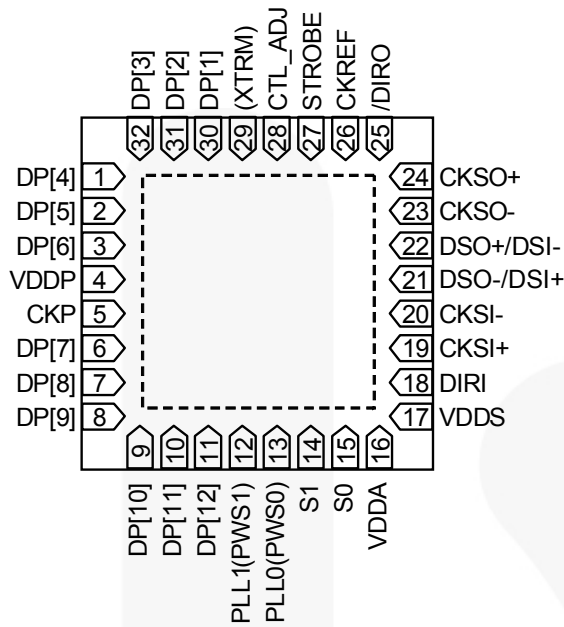 DP[3]
DP[2]
DP[1]
(XTRM)
CTL_ADJ
STROBE
CKREF
/DIRO
32
31
30
29
28
27
26
25
DP[4] 1
DP[5] 2
DP[6] 3
VDDP 4
CKP 5
DP[7] 6
DP[8] 7
DP[9] 8
24 CKSO+
23 CKSO-
22 DSO+/DSI-
21 DSO-/DSI+
20 CKSI-
19 CKSI+
18 DIRI
17 VDDS
9
10
11
12
13
14
15
16
DP[10]
DP[11]
DP[12]
PLL1(PWS1)
PLL0(PWS0)
S1
S0
VDDA